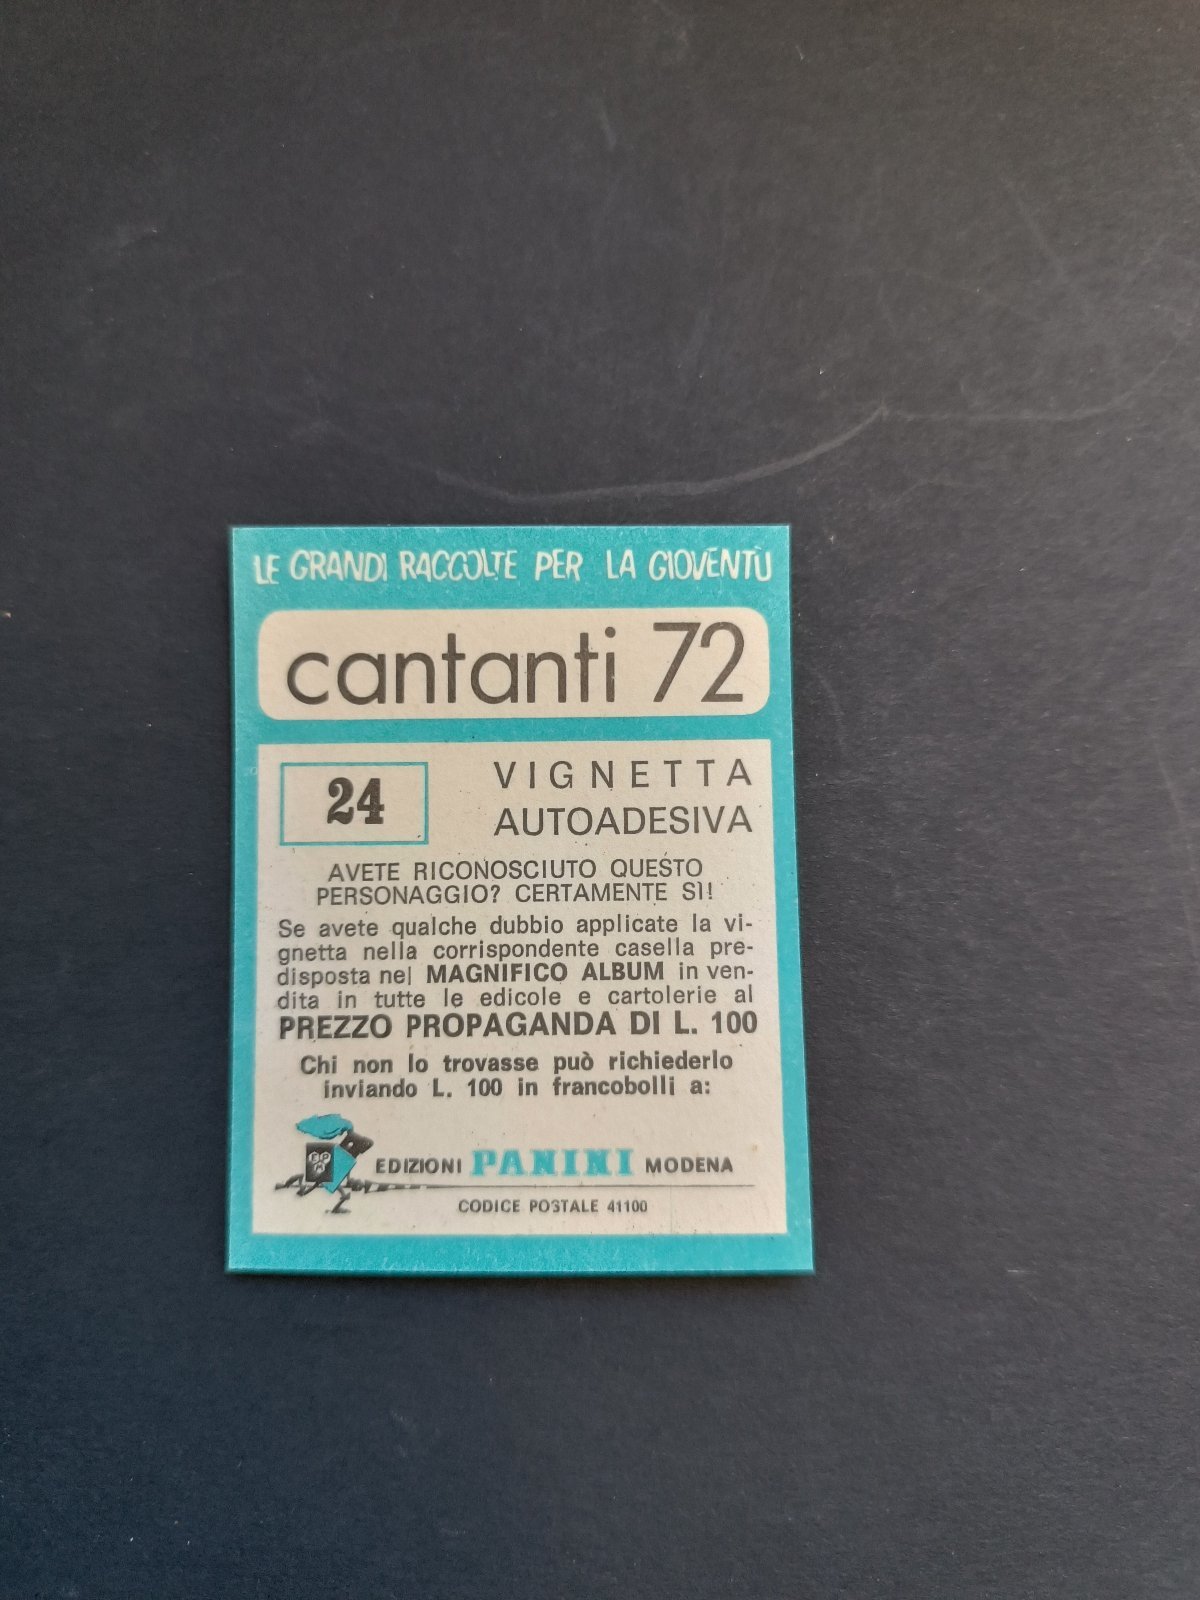 LE GRANDI RACCOLTE PER LA GIOVENTÙ
cantanti 72
24
VIGNETTA
AUTOADESIVA
AVETE RICONOSCIUTO QUESTO
PERSONAGGIO? CERTAMENTE SÌ!
Se avete qualche dubbio applicate la vi-
gnetta nella corrispondente casella pre-
disposta nel MAGNIFICO ALBUM in ven-
dita in tutte le edicole e cartolerie al
PREZZO PROPAGANDA DI L. 100
Chi non lo trovasse può richiederlo
inviando L. 100 in francobolli a:
EDIZIONI PANINI MODENA
CODICE POSTALE 41100